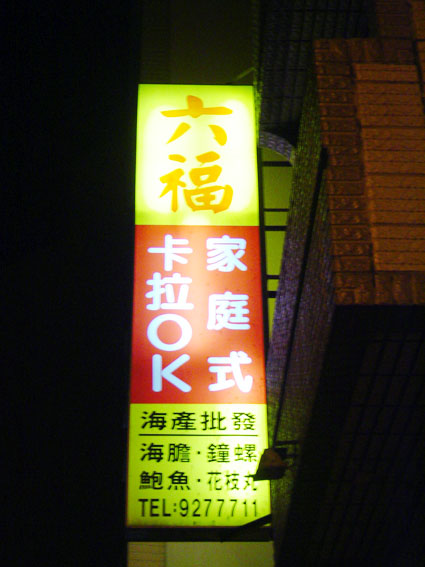 六福
家庭式
卡拉OK
海產批發
海膽·鐘螺
鮑魚·花枝丸
TEL:9277711